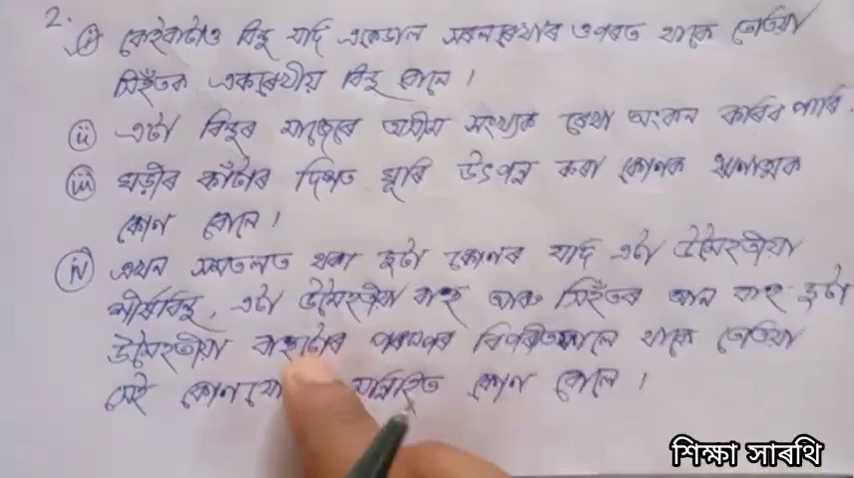 2.
(i) কেইবাটাও বিন্দু যদি একেডাল সৰলৰেখাৰ ওপৰত থাকে তেতিয়া
সিহঁতক একৰেখীয় বিন্দু বোলে।
(ii) এটা বিন্দুৰ মাজেৰে অসীম সংখ্যক ৰেখা অংকন কৰিব পাৰি
(iii) ঘড়ীৰ কাঁটাৰ দিশত ঘূৰি উৎপন্ন কৰা কোণক ঋণাত্মক
কোণ বোলে।
(iv) এখন সমতলত থকা দুটা কোণৰ যদি এটা উমৈহতীয়া
শীৰ্ষবিন্দু, এটা উমৈহতীয়া বাহু আৰু সিহঁতৰ আন বাহু দুটা
উমৈহতীয়া বাহুটোৰ পৰস্পৰ বিপৰীতফালে থাকে তেতিয়া
সেই সন্নিহিত কোণ বোলে।
শিক্ষা সাৰথি